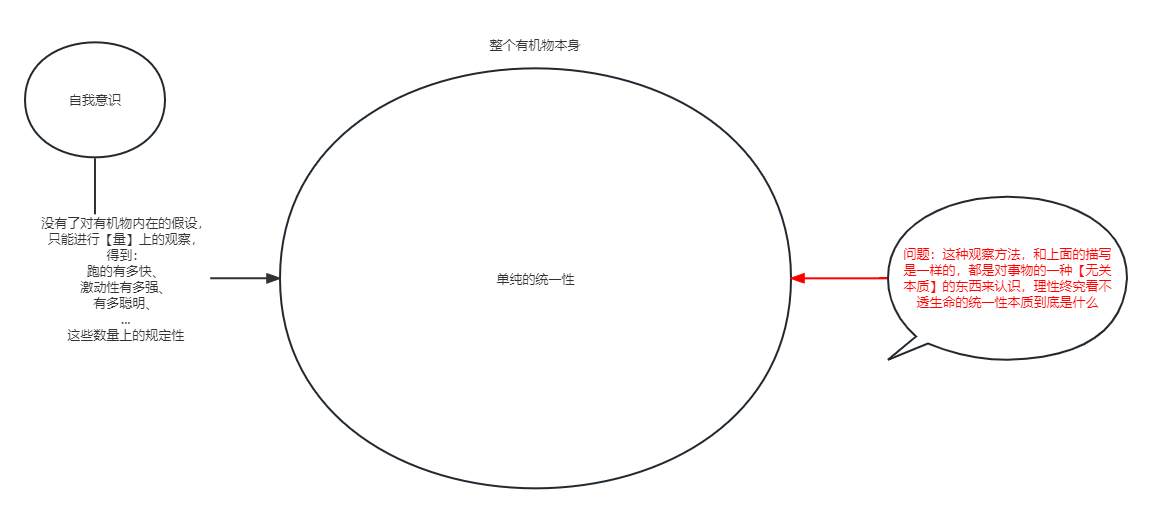 整个有机物本身
自我意识
没有了对有机物内在的假设，
只能进行【量】上的观察，
得到：
跑的有多快、
激动性有多强、
有多聪明、
...
这些数量上的规定性
单纯的统一性
问题：这种观察方法，和上面的描写
是一样的，都是对事物的一种【无关
本质】的东西来认识，理性终究看不
透生命的统一性本质到底是什么